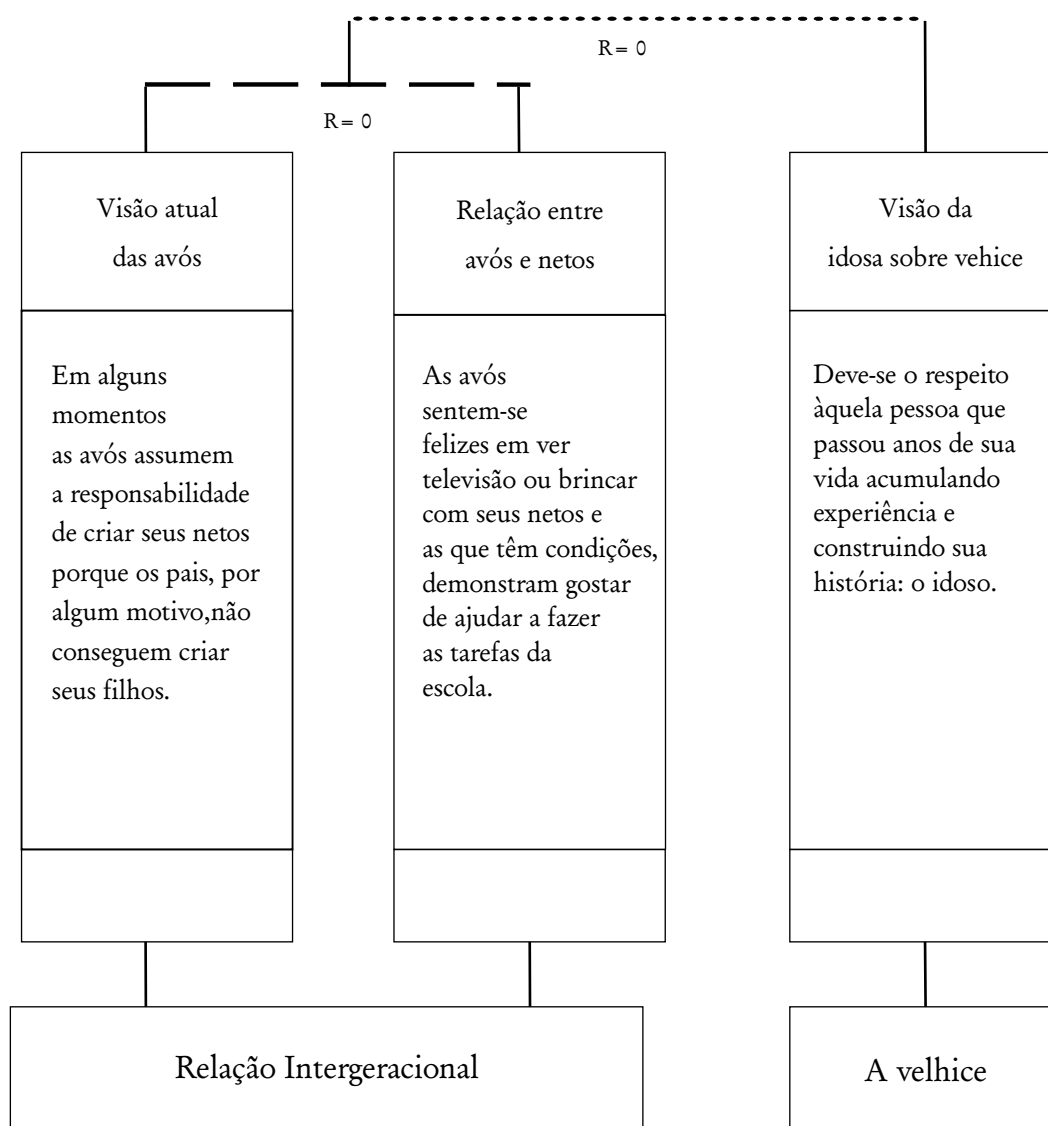 R= 0
R= 0
Visão atual
das avós
Em alguns
momentos
as avós assumem
a responsabilidade
de criar seus netos
porque os pais, por
algum motivo,não
conseguem criar
seus filhos.
Relação entre
avós e netos
As avós
sentem-se
felizes em ver
televisão ou brincar
com seus netos e
as que têm condições,
demonstram gostar
de ajudar a fazer
as tarefas da
escola.
Visão da
idosa sobre vehice
Deve-se o respeito
àquela pessoa que
passou anos de sua
vida acumulando
experiência e
construindo sua
história: o idoso.
Relação Intergeracional
A velhice